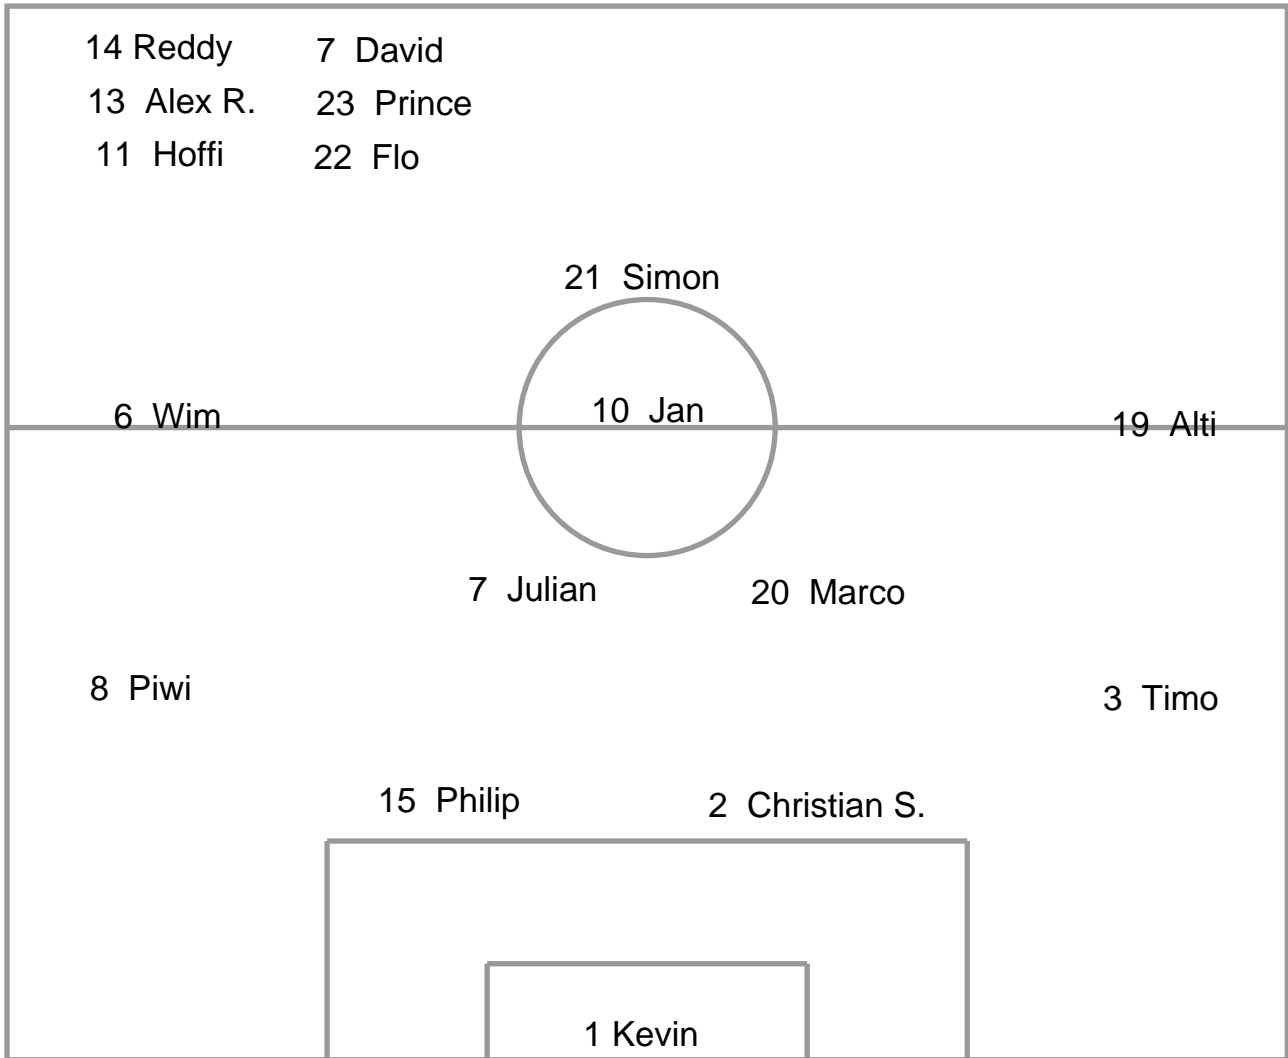 14 Reddy 7 David
13 Alex R. 23 Prince
11 Hoffi 22 Flo
21 Simon
6 Wim 10 Jan 19 Alti
7 Julian 20 Marco
8 Piwi 3 Timo
15 Philip 2 Christian S.
1 Kevin